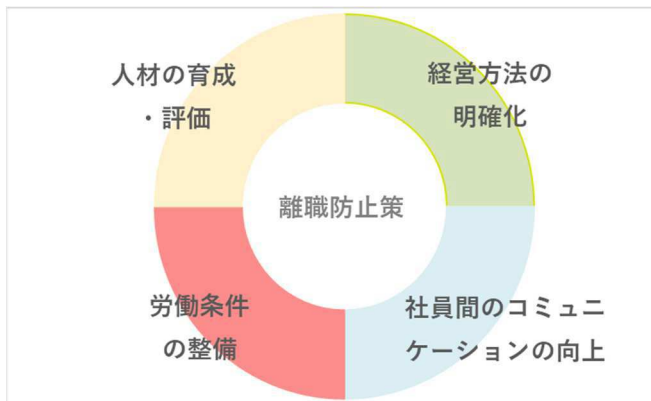 人材の育成
・評価
経営方法の
明確化
離職防止策
労働条件
の整備
社員間のコミュニ
ケーションの向上